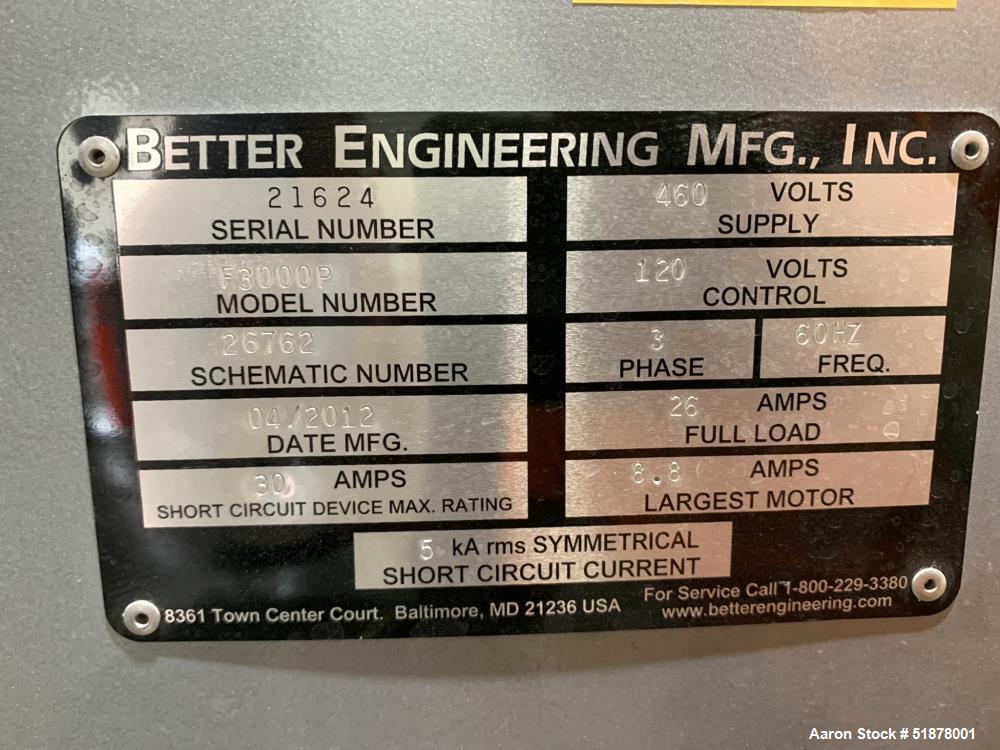 BETTER ENGINEERING MFG., INC.
21624
SERIAL NUMBER
460 VOLTS
SUPPLY
F3000P
MODEL NUMBER
120 VOLTS
CONTROL
26762
SCHEMATIC NUMBER
3
PHASE
60HZ
FREQ.
04/2012
DATE MFG.
26 AMPS
FULL LOAD
30 AMPS
SHORT CIRCUIT DEVICE MAX. RATING
8.8 AMPS
LARGEST MOTOR
5 kA rms SYMMETRICAL
SHORT CIRCUIT CURRENT
8361 Town Center Court. Baltimore, MD 21236 USA
For Service Call 1-800-229-3380
www.betterengineering.com
Aaron Stock # 51878001